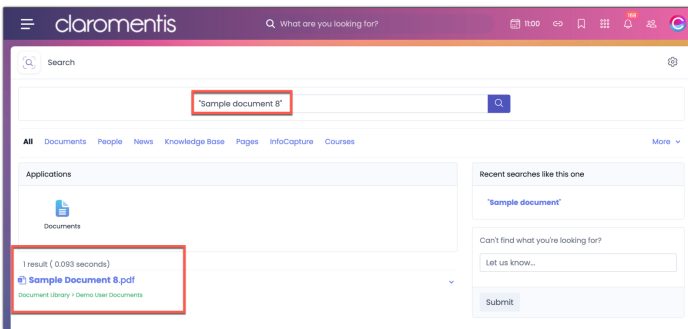 claromentis
What are you looking for?
11:00
168
Search
"Sample document 8"
All Documents People News Knowledge Base Pages InfoCapture Courses More
Applications
Documents
Recent searches like this one
"Sample document"
Can't find what you're looking for?
Let us know...
Submit
1 result ( 0.093 seconds)
Sample Document 8.pdf
Document Library > Demo User Documents